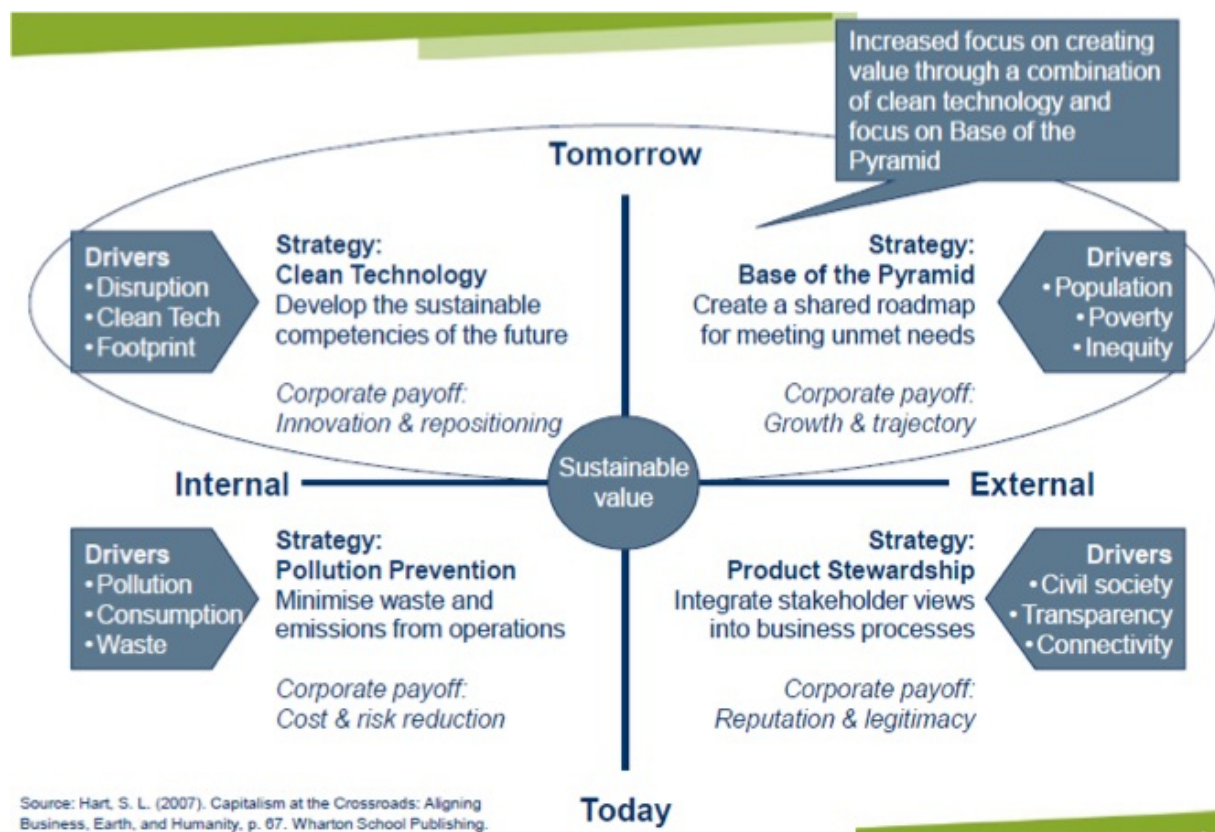 Increased focus on creating
value through a combination
of clean technology and
focus on Base of the
Pyramid
Tomorrow
Drivers
• Disruption
• Clean Tech
• Footprint
Strategy:
Clean Technology
Develop the sustainable
competencies of the future
Corporate payoff:
Innovation & repositioning
Strategy:
Base of the Pyramid
Create a shared roadmap
for meeting unmet needs
Corporate payoff:
Growth & trajectory
Drivers
• Population
• Poverty
• Inequity
Internal
Sustainable
value
External
Drivers
• Pollution
• Consumption
• Waste
Strategy:
Pollution Prevention
Minimise waste and
emissions from operations
Corporate payoff:
Cost & risk reduction
Strategy:
Product Stewardship
Integrate stakeholder views
into business processes
Corporate payoff:
Reputation & legitimacy
Drivers
• Civil society
• Transparency
• Connectivity
Today
Source: Hart, S. L. (2007). Capitalism at the Crossroads: Aligning
Business, Earth, and Humanity, p. 67. Wharton School Publishing.